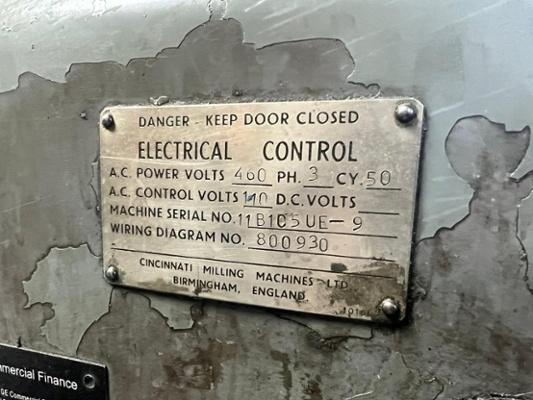 DANGER - KEEP DOOR CLOSED
ELECTRICAL CONTROL
A.C. POWER VOLTS 460 PH. 3 CY. 50
A.C. CONTROL VOLTS 110 D.C. VOLTS
MACHINE SERIAL NO. 11B105UE-9
WIRING DIAGRAM NO. 800930
CINCINNATI MILLING MACHINES LTD
BIRMINGHAM, ENGLAND.
Finance
GE